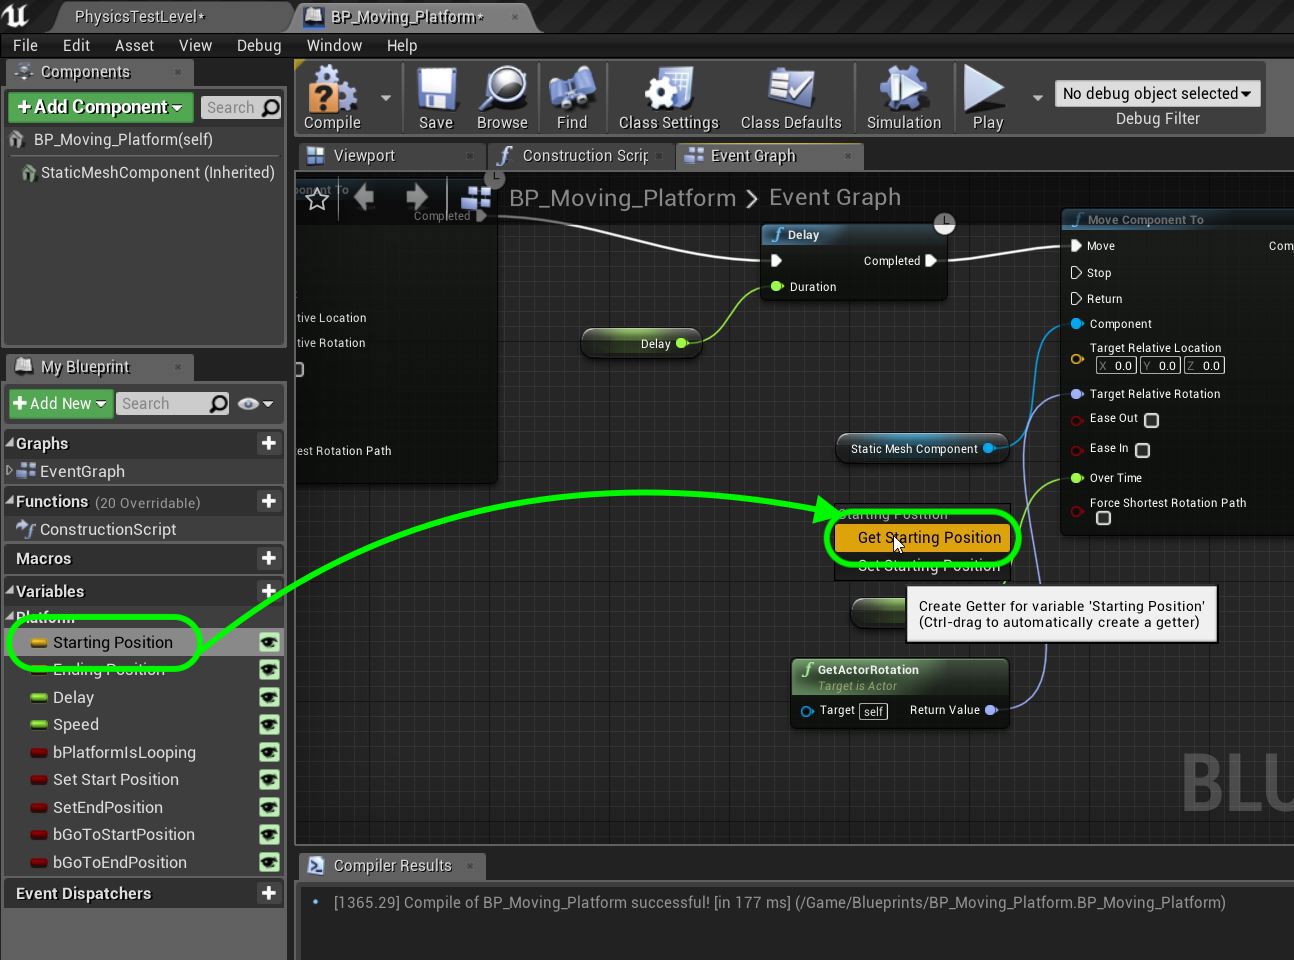 PhysicsTestLevel*
BP_Moving_Platform*
File Edit Asset View Debug Window Help
Components
+Add Component
Search
BP_Moving_Platform(self)
StaticMeshComponent (Inherited)
Compile
Save
Browse
Find
Class Settings
Class Defaults
Simulation
Play
No debug object selected
Debug Filter
Viewport
Construction Scrip
Event Graph
BP_Moving_Platform > Event Graph
Completed
Delay
Completed
Duration
Delay
tive Location
tive Rotation
est Rotation Path
Move Component To
Move
Com
Stop
Return
Component
Target Relative Location
X 0.0 Y 0.0 Z 0.0
Target Relative Rotation
Ease Out
Ease In
Over Time
Force Shortest Rotation Path
Static Mesh Component
Starting Position
Get Starting Position
Set Starting Position
Create Getter for variable 'Starting Position'
(Ctrl-drag to automatically create a getter)
GetActorRotation
Target is Actor
Target self
Return Value
BLU
My Blueprint
+Add New
Search
Graphs
EventGraph
Functions (20 Overridable)
ConstructionScript
Macros
Variables
Platform
Starting Position
Ending Position
Delay
Speed
bPlatformIsLooping
Set Start Position
SetEndPosition
bGoToStartPosition
bGoToEndPosition
Event Dispatchers
Compiler Results
[1365.29] Compile of BP_Moving_Platform successful! [in 177 ms] (/Game/Blueprints/BP_Moving_Platform.BP_Moving_Platform)